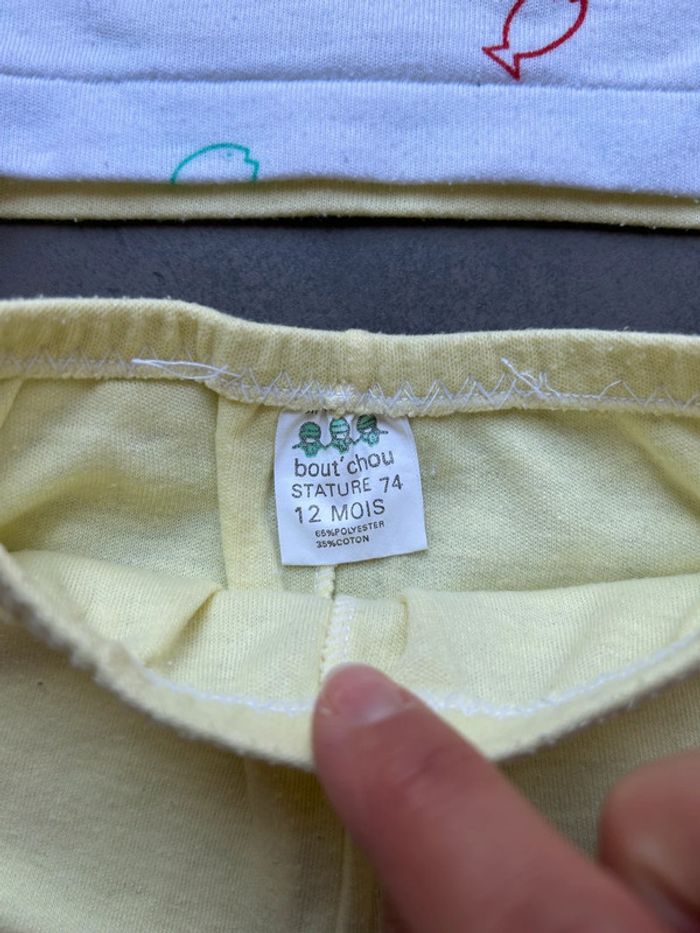 bout'chou
STATURE 74
12 MOIS
65%POLYESTER
35%COTON